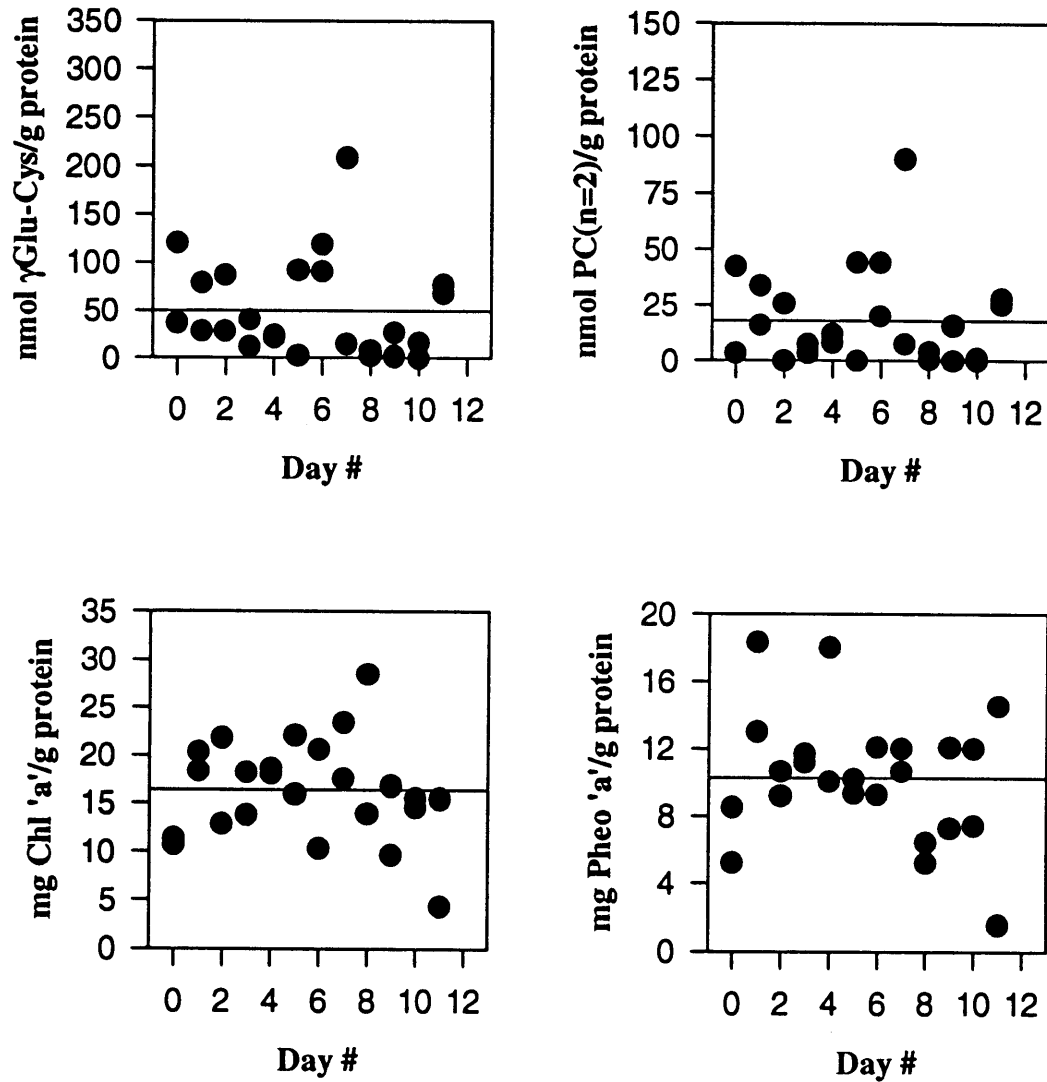 nmol γGlu-Cys/g protein
350
300
250
200
150
100
50
0
0 2 4 6 8 10 12
Day #
nmol PC(n=2)/g protein
150
125
100
75
50
25
0
0 2 4 6 8 10 12
Day #
mg Chl 'a'/g protein
35
30
25
20
15
10
5
0
0 2 4 6 8 10 12
Day #
mg Pheo 'a'/g protein
20
16
12
8
4
0
0 2 4 6 8 10 12
Day #